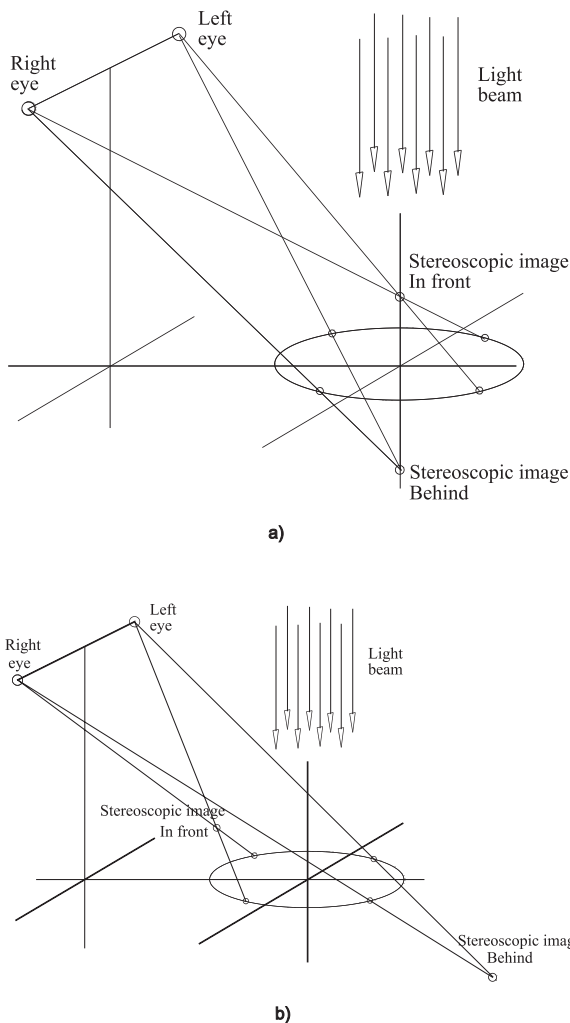 Left
eye
Right
eye
Light
beam
Stereoscopic image
In front
Stereoscopic image
Behind
a)
Left
eye
Right
eye
Light
beam
Stereoscopic image
In front
Stereoscopic imag
Behind
b)